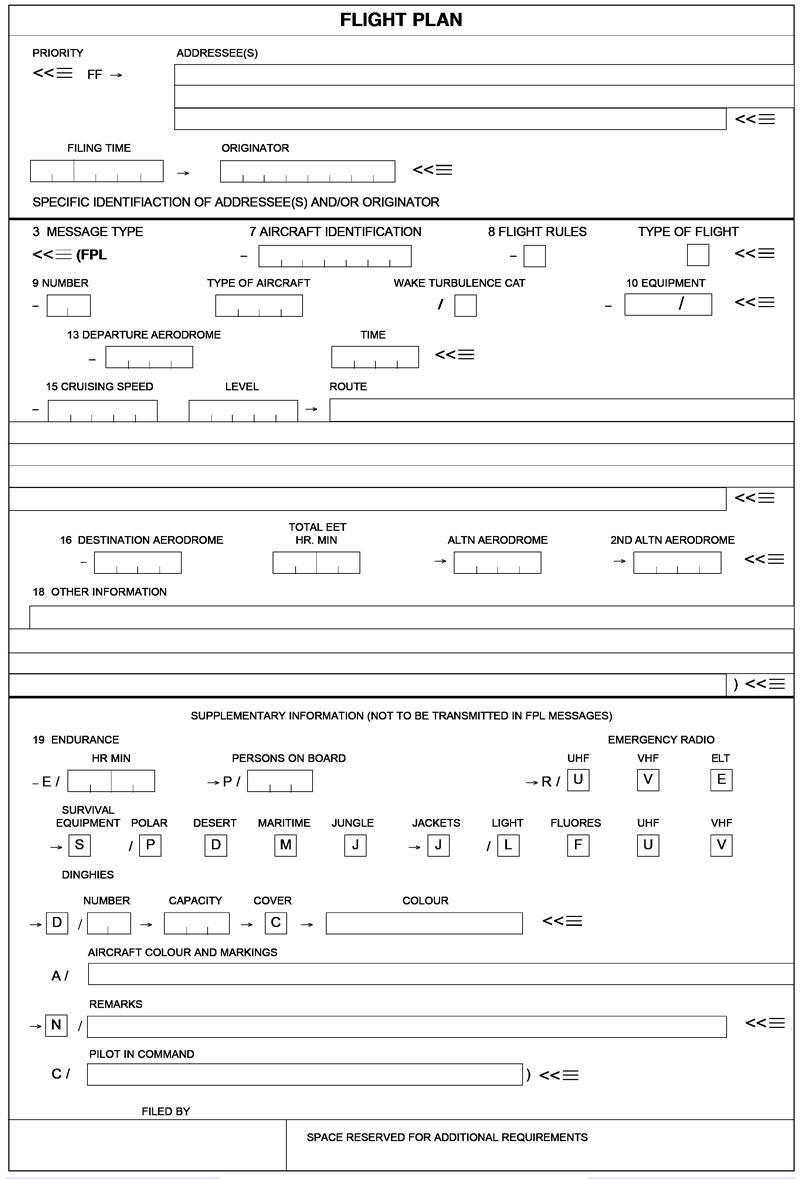 FLIGHT PLAN
PRIORITY ADDRESSEE(S)
<<≡ FF →
<<≡
FILING TIME ORIGINATOR
→ <<≡
SPECIFIC IDENTIFIACTION OF ADDRESSEE(S) AND/OR ORIGINATOR
3 MESSAGE TYPE 7 AIRCRAFT IDENTIFICATION 8 FLIGHT RULES TYPE OF FLIGHT
<<≡ (FPL – – <<≡
9 NUMBER TYPE OF AIRCRAFT WAKE TURBULENCE CAT 10 EQUIPMENT
– / – / <<≡
13 DEPARTURE AERODROME TIME
– <<≡
15 CRUISING SPEED LEVEL ROUTE
– →
<<≡
TOTAL EET
16 DESTINATION AERODROME HR. MIN ALTN AERODROME 2ND ALTN AERODROME
– → → <<≡
18 OTHER INFORMATION
) <<≡
SUPPLEMENTARY INFORMATION (NOT TO BE TRANSMITTED IN FPL MESSAGES)
19 ENDURANCE EMERGENCY RADIO
HR MIN PERSONS ON BOARD UHF VHF ELT
– E / → P / → R / U V E
SURVIVAL
EQUIPMENT POLAR DESERT MARITIME JUNGLE JACKETS LIGHT FLUORES UHF VHF
→ S / P D M J → J / L F U V
DINGHIES
NUMBER CAPACITY COVER COLOUR
→ D / → → C → <<≡
AIRCRAFT COLOUR AND MARKINGS
A /
REMARKS
→ N / <<≡
PILOT IN COMMAND
C / ) <<≡
FILED BY
SPACE RESERVED FOR ADDITIONAL REQUIREMENTS